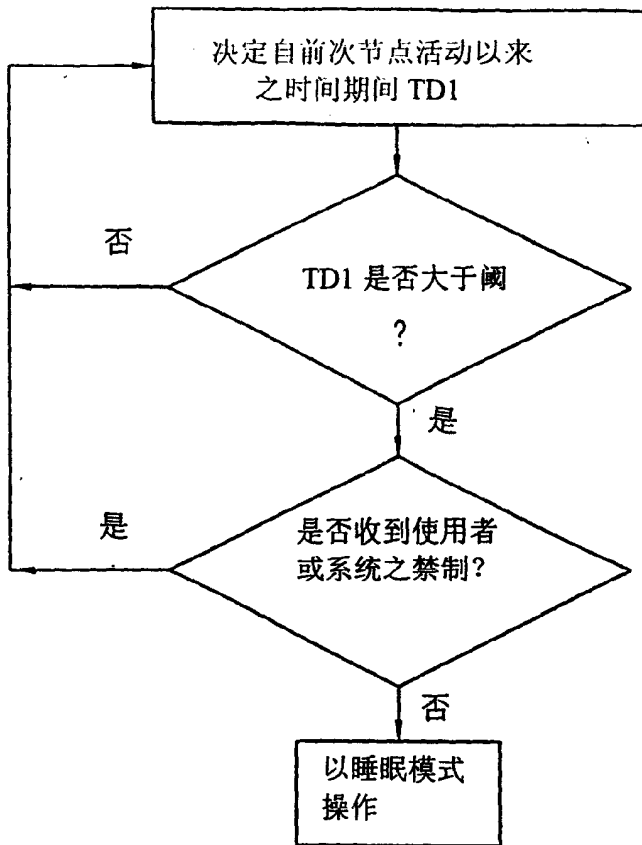 决定自前次节点活动以来
之时间期间 TD1
否
TD1 是否大于阈
?
是
是
是否收到使用者
或系统之禁制?
否
以睡眠模式
操作